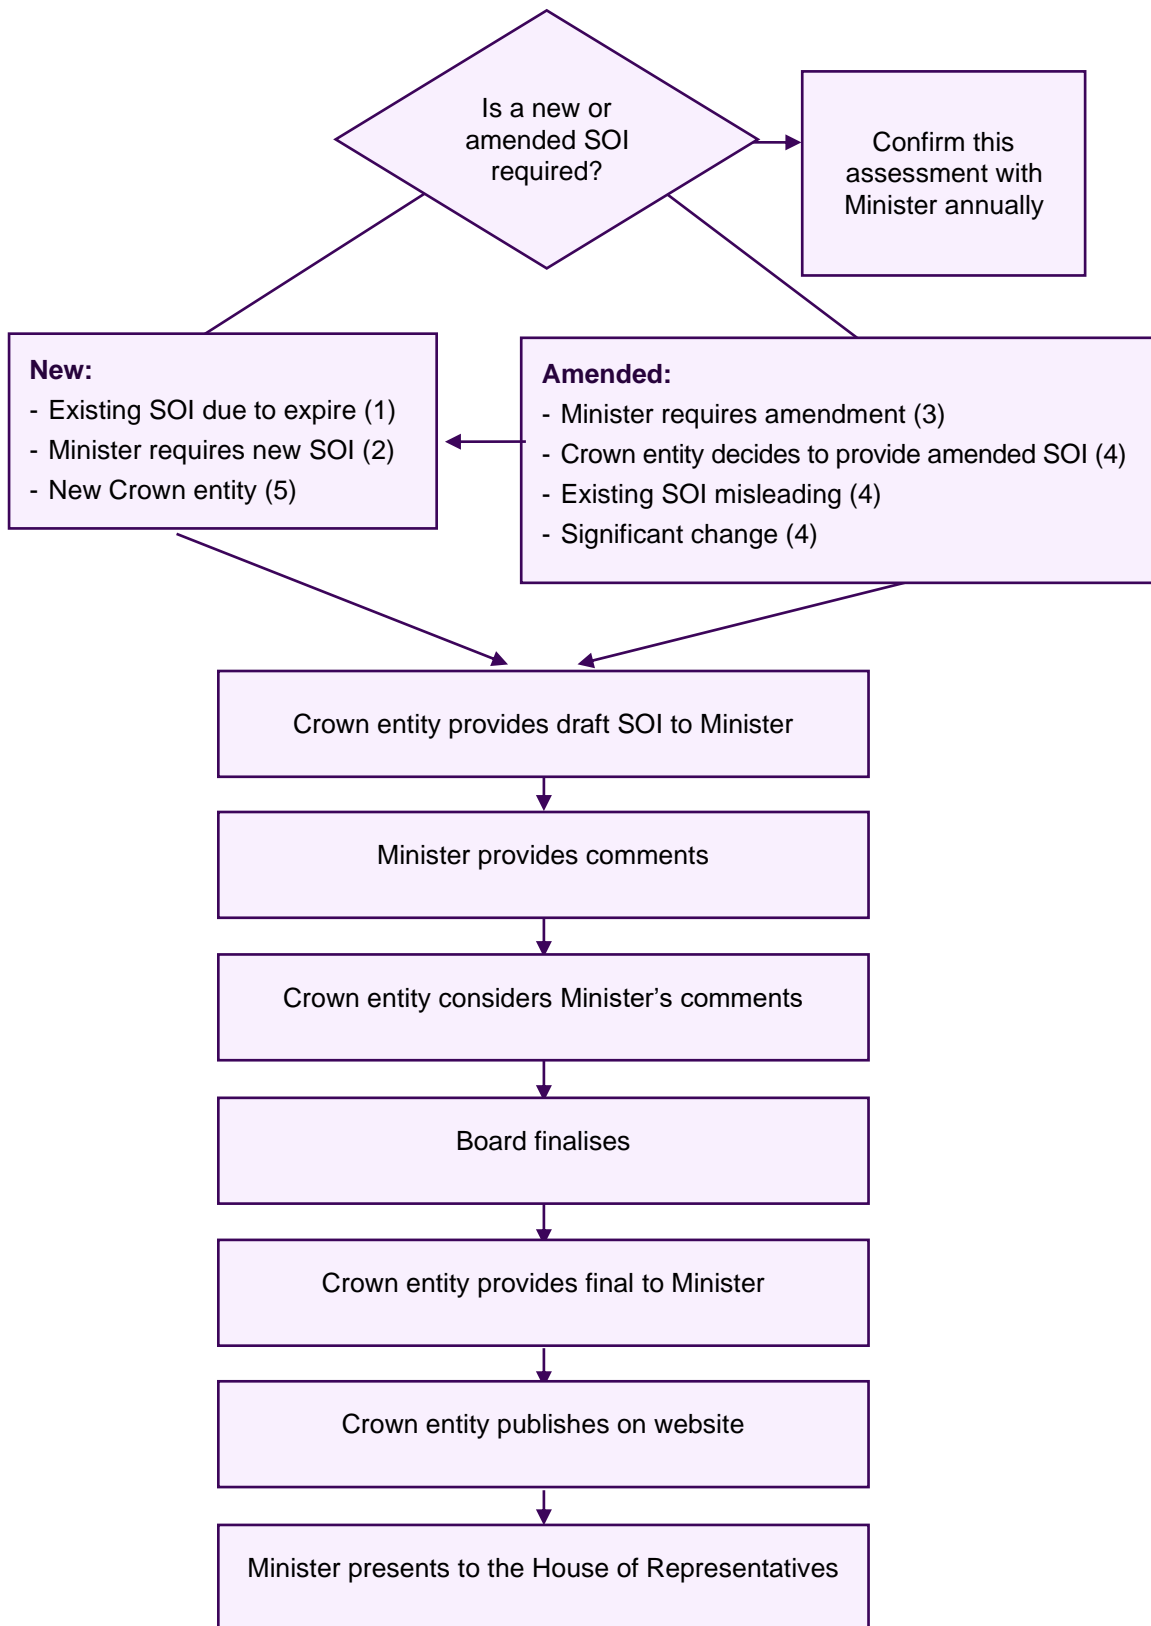 Is a new or
amended SOI
required?
Confirm this
assessment with
Minister annually
New:
- Existing SOI due to expire (1)
- Minister requires new SOI (2)
- New Crown entity (5)
Amended:
- Minister requires amendment (3)
- Crown entity decides to provide amended SOI (4)
- Existing SOI misleading (4)
- Significant change (4)
Crown entity provides draft SOI to Minister
Minister provides comments
Crown entity considers Minister’s comments
Board finalises
Crown entity provides final to Minister
Crown entity publishes on website
Minister presents to the House of Representatives